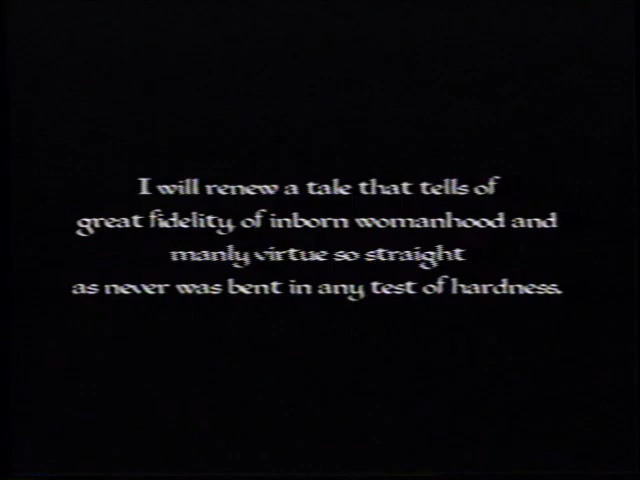 I will renew a tale that tells of
great fidelity, of inborn womanhood and
manly virtue so straight
as never was bent in any test of hardness.